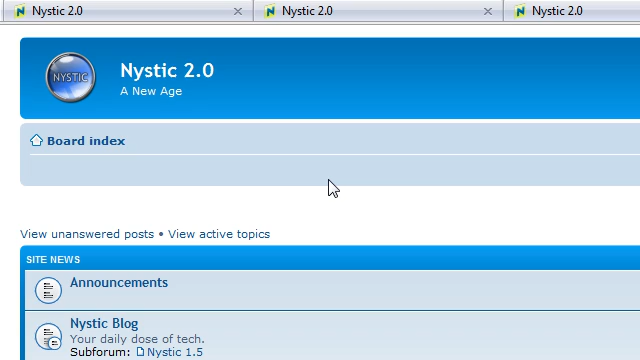 Nystic 2.0 Nystic 2.0 Nystic 2.0
NYSTIC
Nystic 2.0
A New Age
Board index
View unanswered posts • View active topics
SITE NEWS
Announcements
Nystic Blog
Your daily dose of tech.
Subforum: Nystic 1.5